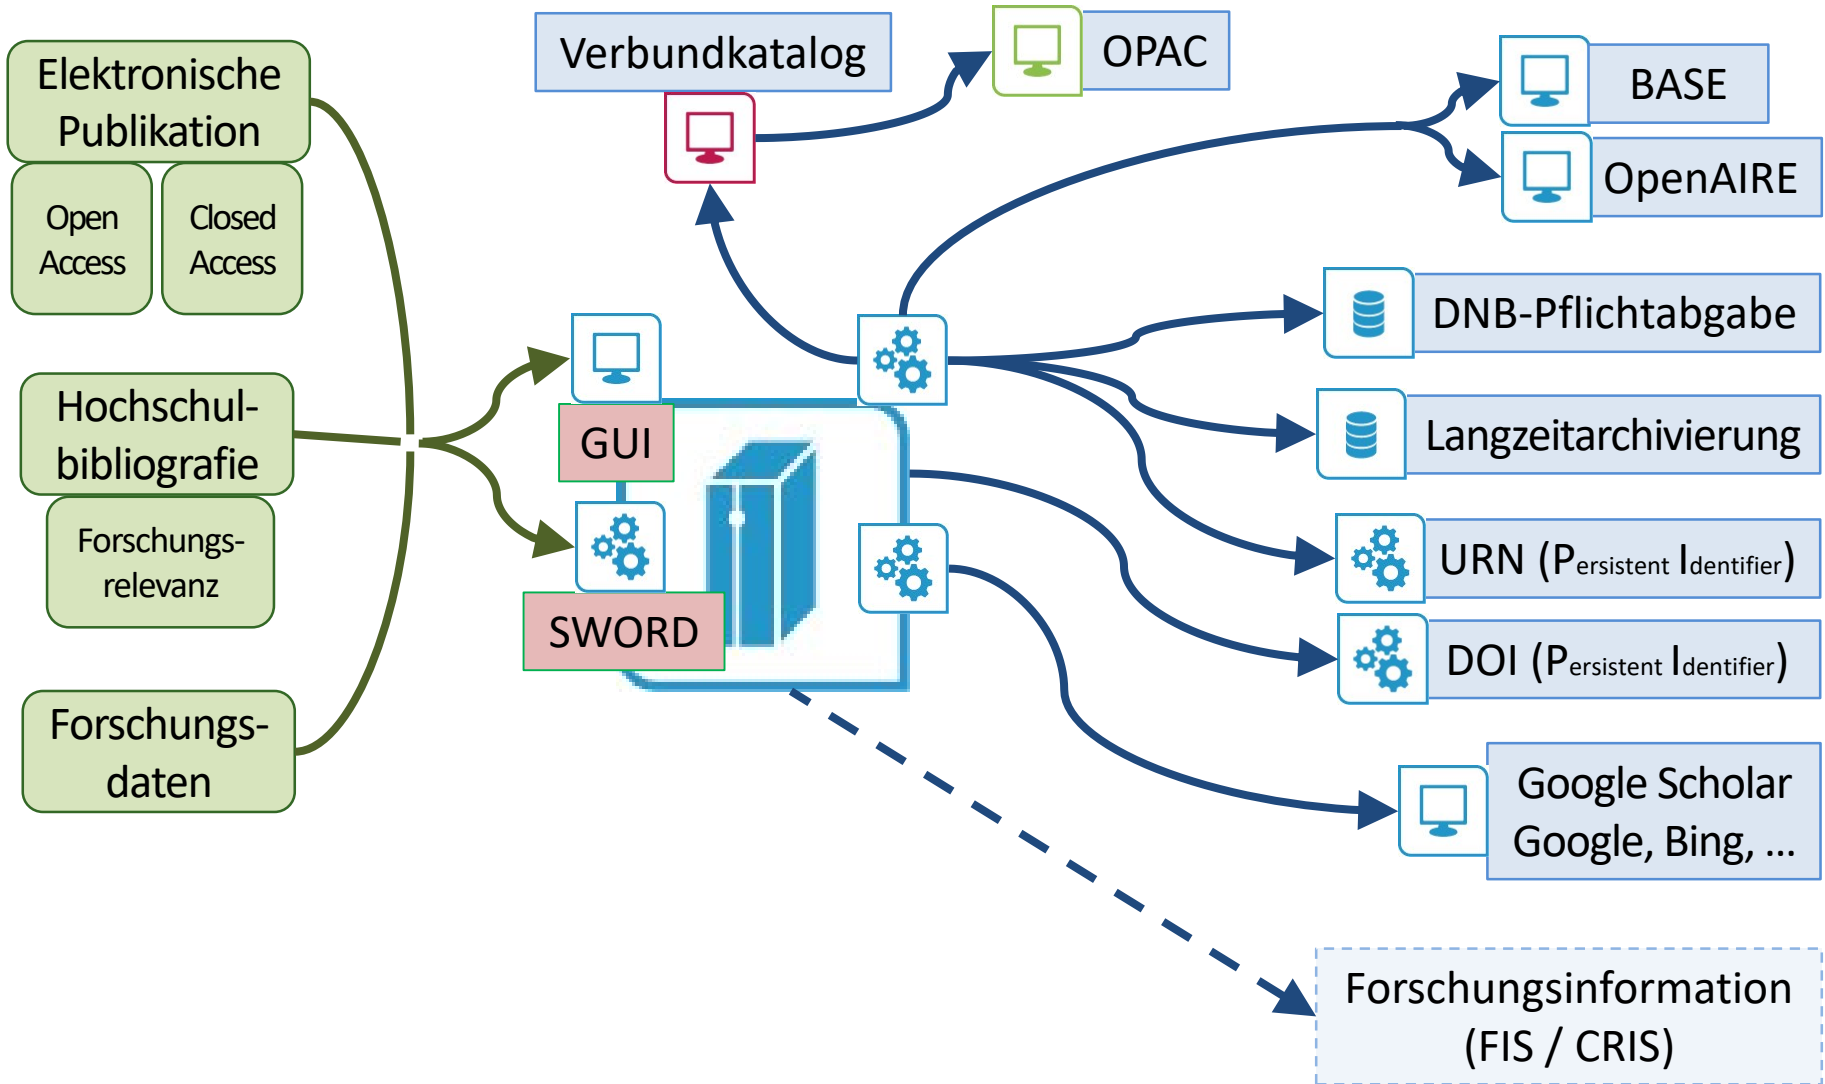 Elektronische
Publikation
Open
Access
Closed
Access
Hochschul-
bibliografie
Forschungs-
relevanz
Forschungs-
daten
GUI
SWORD
Verbundkatalog
OPAC
BASE
OpenAIRE
DNB-Pflichtabgabe
Langzeitarchivierung
URN (Persistent Identifier)
DOI (Persistent Identifier)
Google Scholar
Google, Bing, ...
Forschungsinformation
(FIS / CRIS)